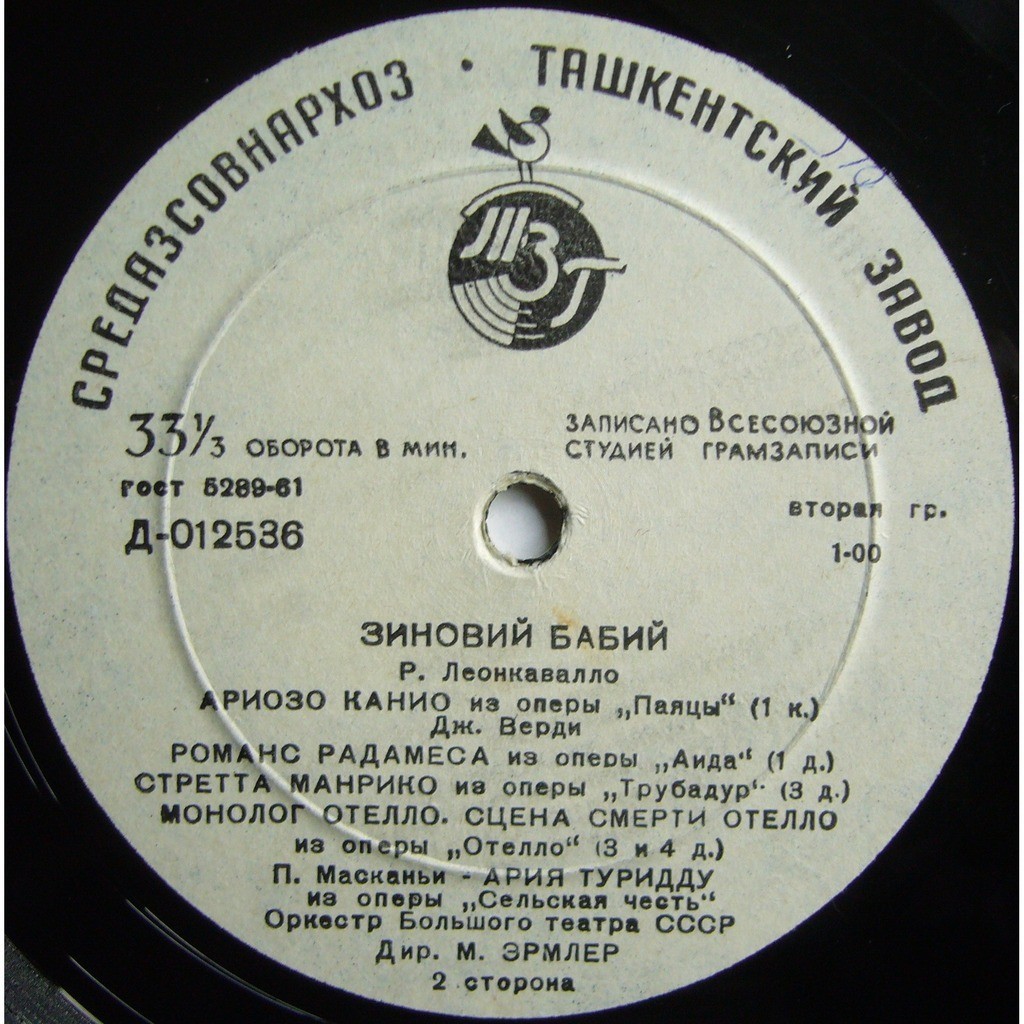 СРЕДАЗСОВНАРХОЗ · ТАШКЕНТСКИЙ ЗАВОД
ТЗГ
33 1/3 ОБОРОТА В МИН.
ГОСТ 5289-61
Д-012536
ЗАПИСАНО ВСЕСОЮЗНОЙ
СТУДИЕЙ ГРАМЗАПИСИ
вторая гр.
1-00
ЗИНОВИЙ БАБИЙ
Р. Леонкавалло
АРИОЗО КАНИО из оперы „Паяцы“ (1 к.)
Дж. Верди
РОМАНС РАДАМЕСА из оперы „Аида“ (1 д.)
СТРЕТТА МАНРИКО из оперы „Трубадур“ (3 д.)
МОНОЛОГ ОТЕЛЛО. СЦЕНА СМЕРТИ ОТЕЛЛО
из оперы „Отелло“ (3 и 4 д.)
П. Масканьи - АРИЯ ТУРИДДУ
из оперы „Сельская честь“
Оркестр Большого театра СССР
Дир. М. ЭРМЛЕР
2 сторона